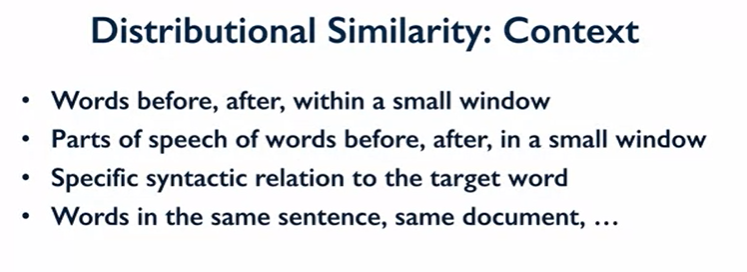 Distributional Similarity: Context
• Words before, after, within a small window
• Parts of speech of words before, after, in a small window
• Specific syntactic relation to the target word
• Words in the same sentence, same document, …